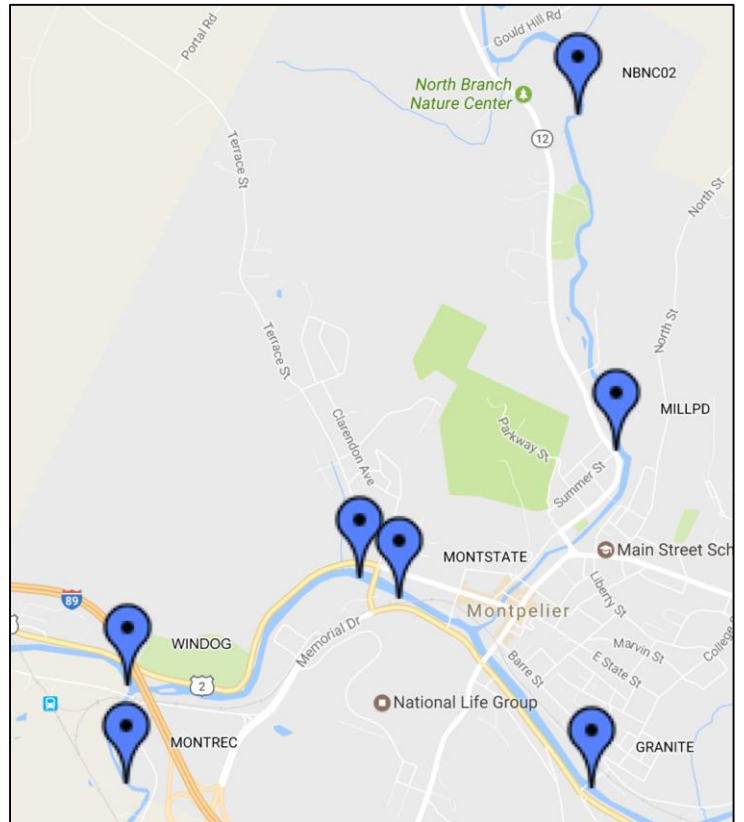 Gould Hill Rd
Portal Rd
NBNC02
North Branch
Nature Center
12
Terrace St
North St
North St
Terrace St
MILLPD
Clarendon Ave
Parkway St
Summer St
Main Street Sch
MONTSTATE
Liberty St
College S
Montpelier
89
Memorial Dr
WINDOG
Marvin St
E State St
Barre St
2
National Life Group
MONTREC
GRANITE